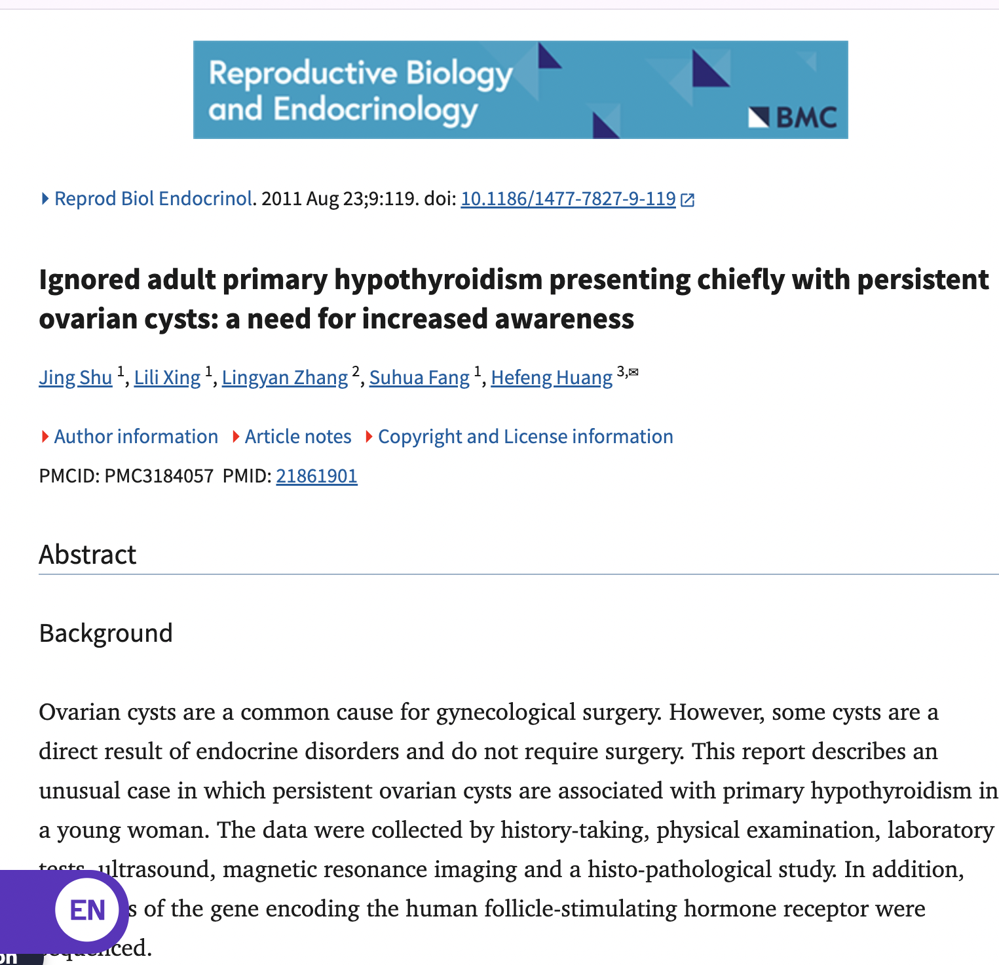 Reproductive Biology
and Endocrinology
BMC
Reprod Biol Endocrinol. 2011 Aug 23;9:119. doi: 10.1186/1477-7827-9-119
Ignored adult primary hypothyroidism presenting chiefly with persistent
ovarian cysts: a need for increased awareness
Jing Shu 1, Lili Xing 1, Lingyan Zhang 2, Suhua Fang 1, Hefeng Huang 3,✉
Author information Article notes Copyright and License information
PMCID: PMC3184057 PMID: 21861901
Abstract
Background
Ovarian cysts are a common cause for gynecological surgery. However, some cysts are a
direct result of endocrine disorders and do not require surgery. This report describes an
unusual case in which persistent ovarian cysts are associated with primary hypothyroidism in
a young woman. The data were collected by history-taking, physical examination, laboratory
tests, ultrasound, magnetic resonance imaging and a histo-pathological study. In addition,
EN s of the gene encoding the human follicle-stimulating hormone receptor were
sequenced.
on